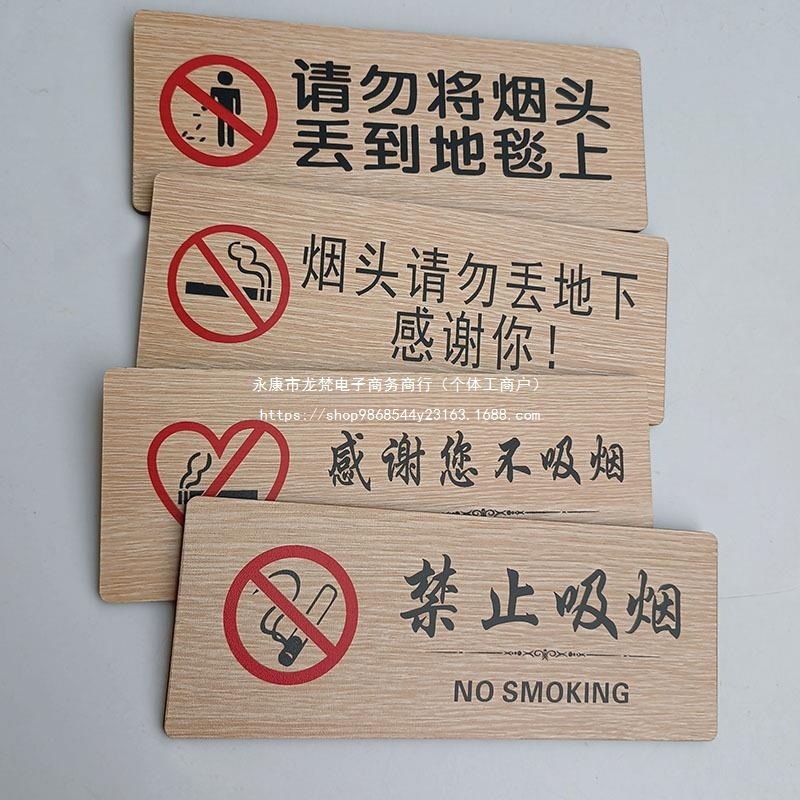 请勿将烟头
丢到地毯上
烟头请勿丢地下
感谢你！
永康市龙梵电子商务商行（个体工商户）
https://shop9868544y23163.1688.com
感谢您不吸烟
禁止吸烟
NO SMOKING